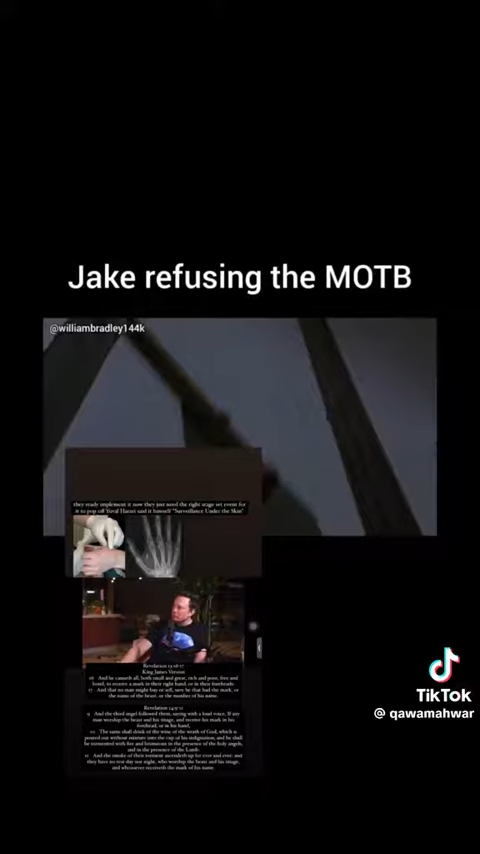 Jake refusing the MOTB
@williambradley144k
they ready implement it now they just need the right stage set event for
it to pop off Yuval Harari said it himself "Surveillance Under the Skin"
Revelation 13:16-17
King James Version
16 And he causeth all, both small and great, rich and poor, free and
bond, to receive a mark in their right hand, or in their foreheads:
17 And that no man might buy or sell, save he that had the mark, or
the name of the beast, or the number of his name.
Revelation 14:9-11
9 And the third angel followed them, saying with a loud voice, If any
man worship the beast and his image, and receive his mark in his
forehead, or in his hand,
10 The same shall drink of the wine of the wrath of God, which is
poured out without mixture into the cup of his indignation; and he shall
be tormented with fire and brimstone in the presence of the holy angels,
and in the presence of the Lamb:
11 And the smoke of their torment ascendeth up for ever and ever: and
they have no rest day nor night, who worship the beast and his image,
and whosoever receiveth the mark of his name.
TikTok
@ qawamahwar